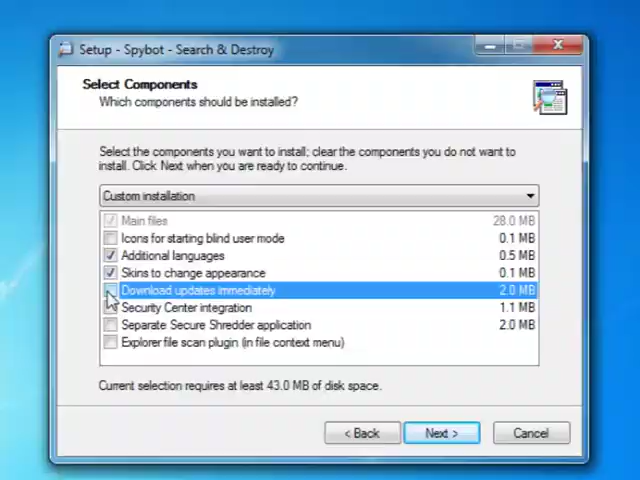 Setup - Spybot - Search & Destroy
Select Components
Which components should be installed?
Select the components you want to install; clear the components you do not want to
install. Click Next when you are ready to continue.
Custom installation
Main files 28.0 MB
Icons for starting blind user mode 0.1 MB
Additional languages 0.5 MB
Skins to change appearance 0.1 MB
Download updates immediately 2.0 MB
Security Center integration 1.1 MB
Separate Secure Shredder application 2.0 MB
Explorer file scan plugin (in file context menu)
Current selection requires at least 43.0 MB of disk space.
< Back Next > Cancel